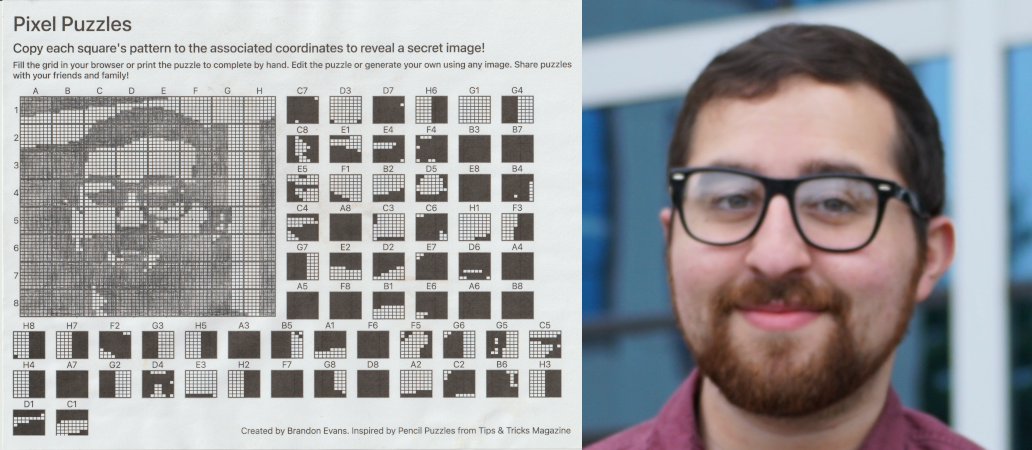 Pixel Puzzles
Copy each square's pattern to the associated coordinates to reveal a secret image!
Fill the grid in your browser or print the puzzle to complete by hand. Edit the puzzle or generate your own using any image. Share puzzles
with your friends and family!
A B C D E F G H
1
2
3
4
5
6
7
8
C7 D3 D7 H6 G1 G4
C8 E1 E4 F4 B3 B7
E5 F1 B2 D5 E8 B4
C4 A8 C3 C6 H1 F3
G7 E2 D2 E7 D6 A4
A5 F8 B1 E6 A6 B8
H8 H7 F2 G3 H5 A3 B5 A1 F6 F5 G6 G5 C5
H4 A7 G2 D4 E3 H2 F7 G8 D8 A2 C2 B6 H3
D1 C1
Created by Brandon Evans. Inspired by Pencil Puzzles from Tips & Tricks Magazine